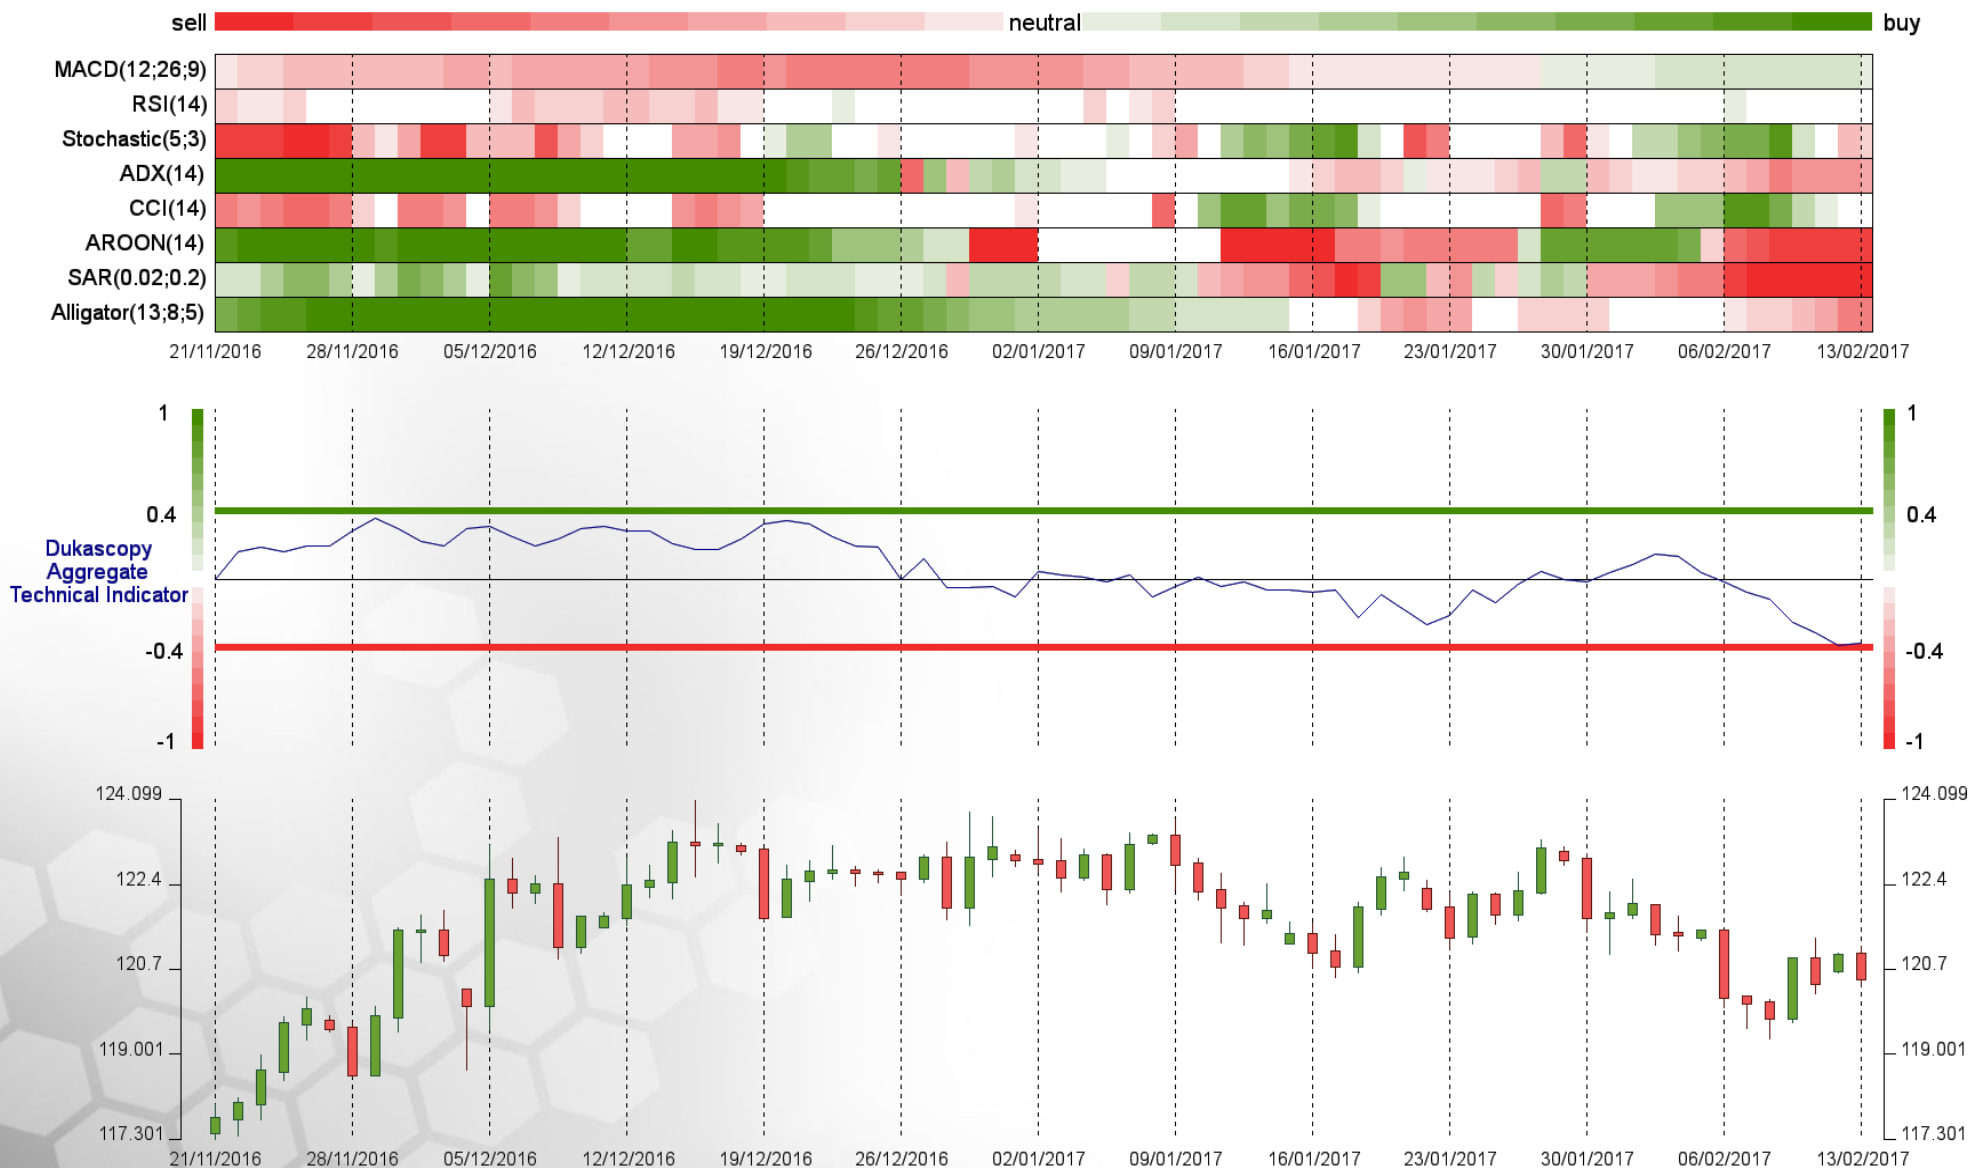 sell neutral buy
MACD(12;26;9)
RSI(14)
Stochastic(5;3)
ADX(14)
CCI(14)
AROON(14)
SAR(0.02;0.2)
Alligator(13;8;5)
21/11/2016 28/11/2016 05/12/2016 12/12/2016 19/12/2016 26/12/2016 02/01/2017 09/01/2017 16/01/2017 23/01/2017 30/01/2017 06/02/2017 13/02/2017
1 1
0.4 0.4
Dukascopy
Aggregate
Technical Indicator
-0.4 -0.4
-1 -1
124.099 124.099
122.4 122.4
120.7 120.7
119.001 119.001
117.301 117.301
21/11/2016 28/11/2016 05/12/2016 12/12/2016 19/12/2016 26/12/2016 02/01/2017 09/01/2017 16/01/2017 23/01/2017 30/01/2017 06/02/2017 13/02/2017